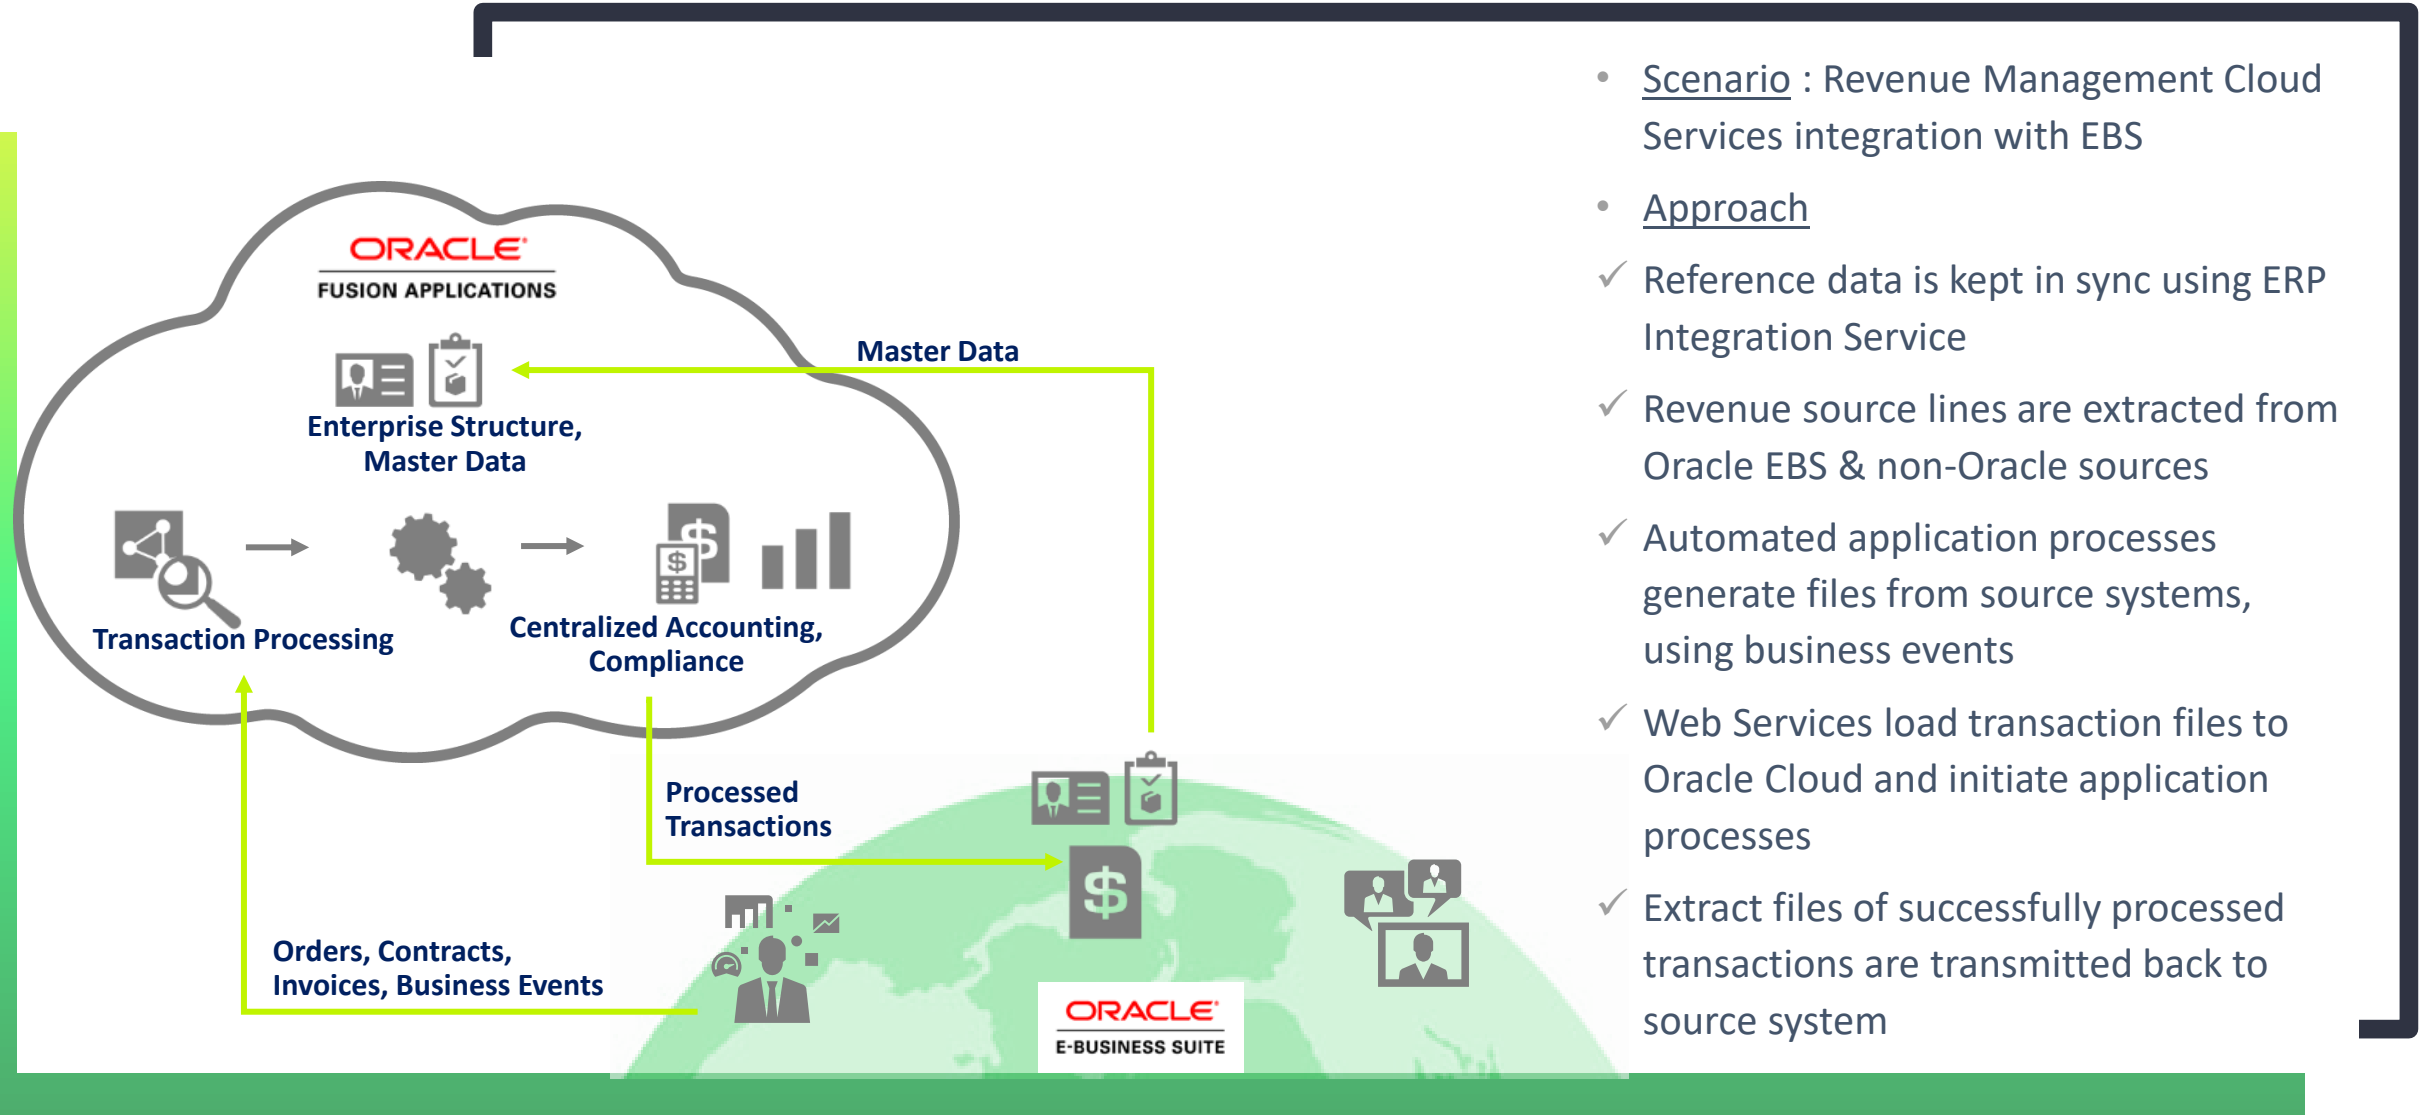 ORACLE
FUSION APPLICATIONS
Enterprise Structure,
Master Data
Master Data
Transaction Processing
Centralized Accounting,
Compliance
Processed
Transactions
Orders, Contracts,
Invoices, Business Events
$
$
$
ORACLE
E-BUSINESS SUITE
• Scenario : Revenue Management Cloud
Services integration with EBS
• Approach
✓ Reference data is kept in sync using ERP
Integration Service
✓ Revenue source lines are extracted from
Oracle EBS & non-Oracle sources
✓ Automated application processes
generate files from source systems,
using business events
✓ Web Services load transaction files to
Oracle Cloud and initiate application
processes
✓ Extract files of successfully processed
transactions are transmitted back to
source system